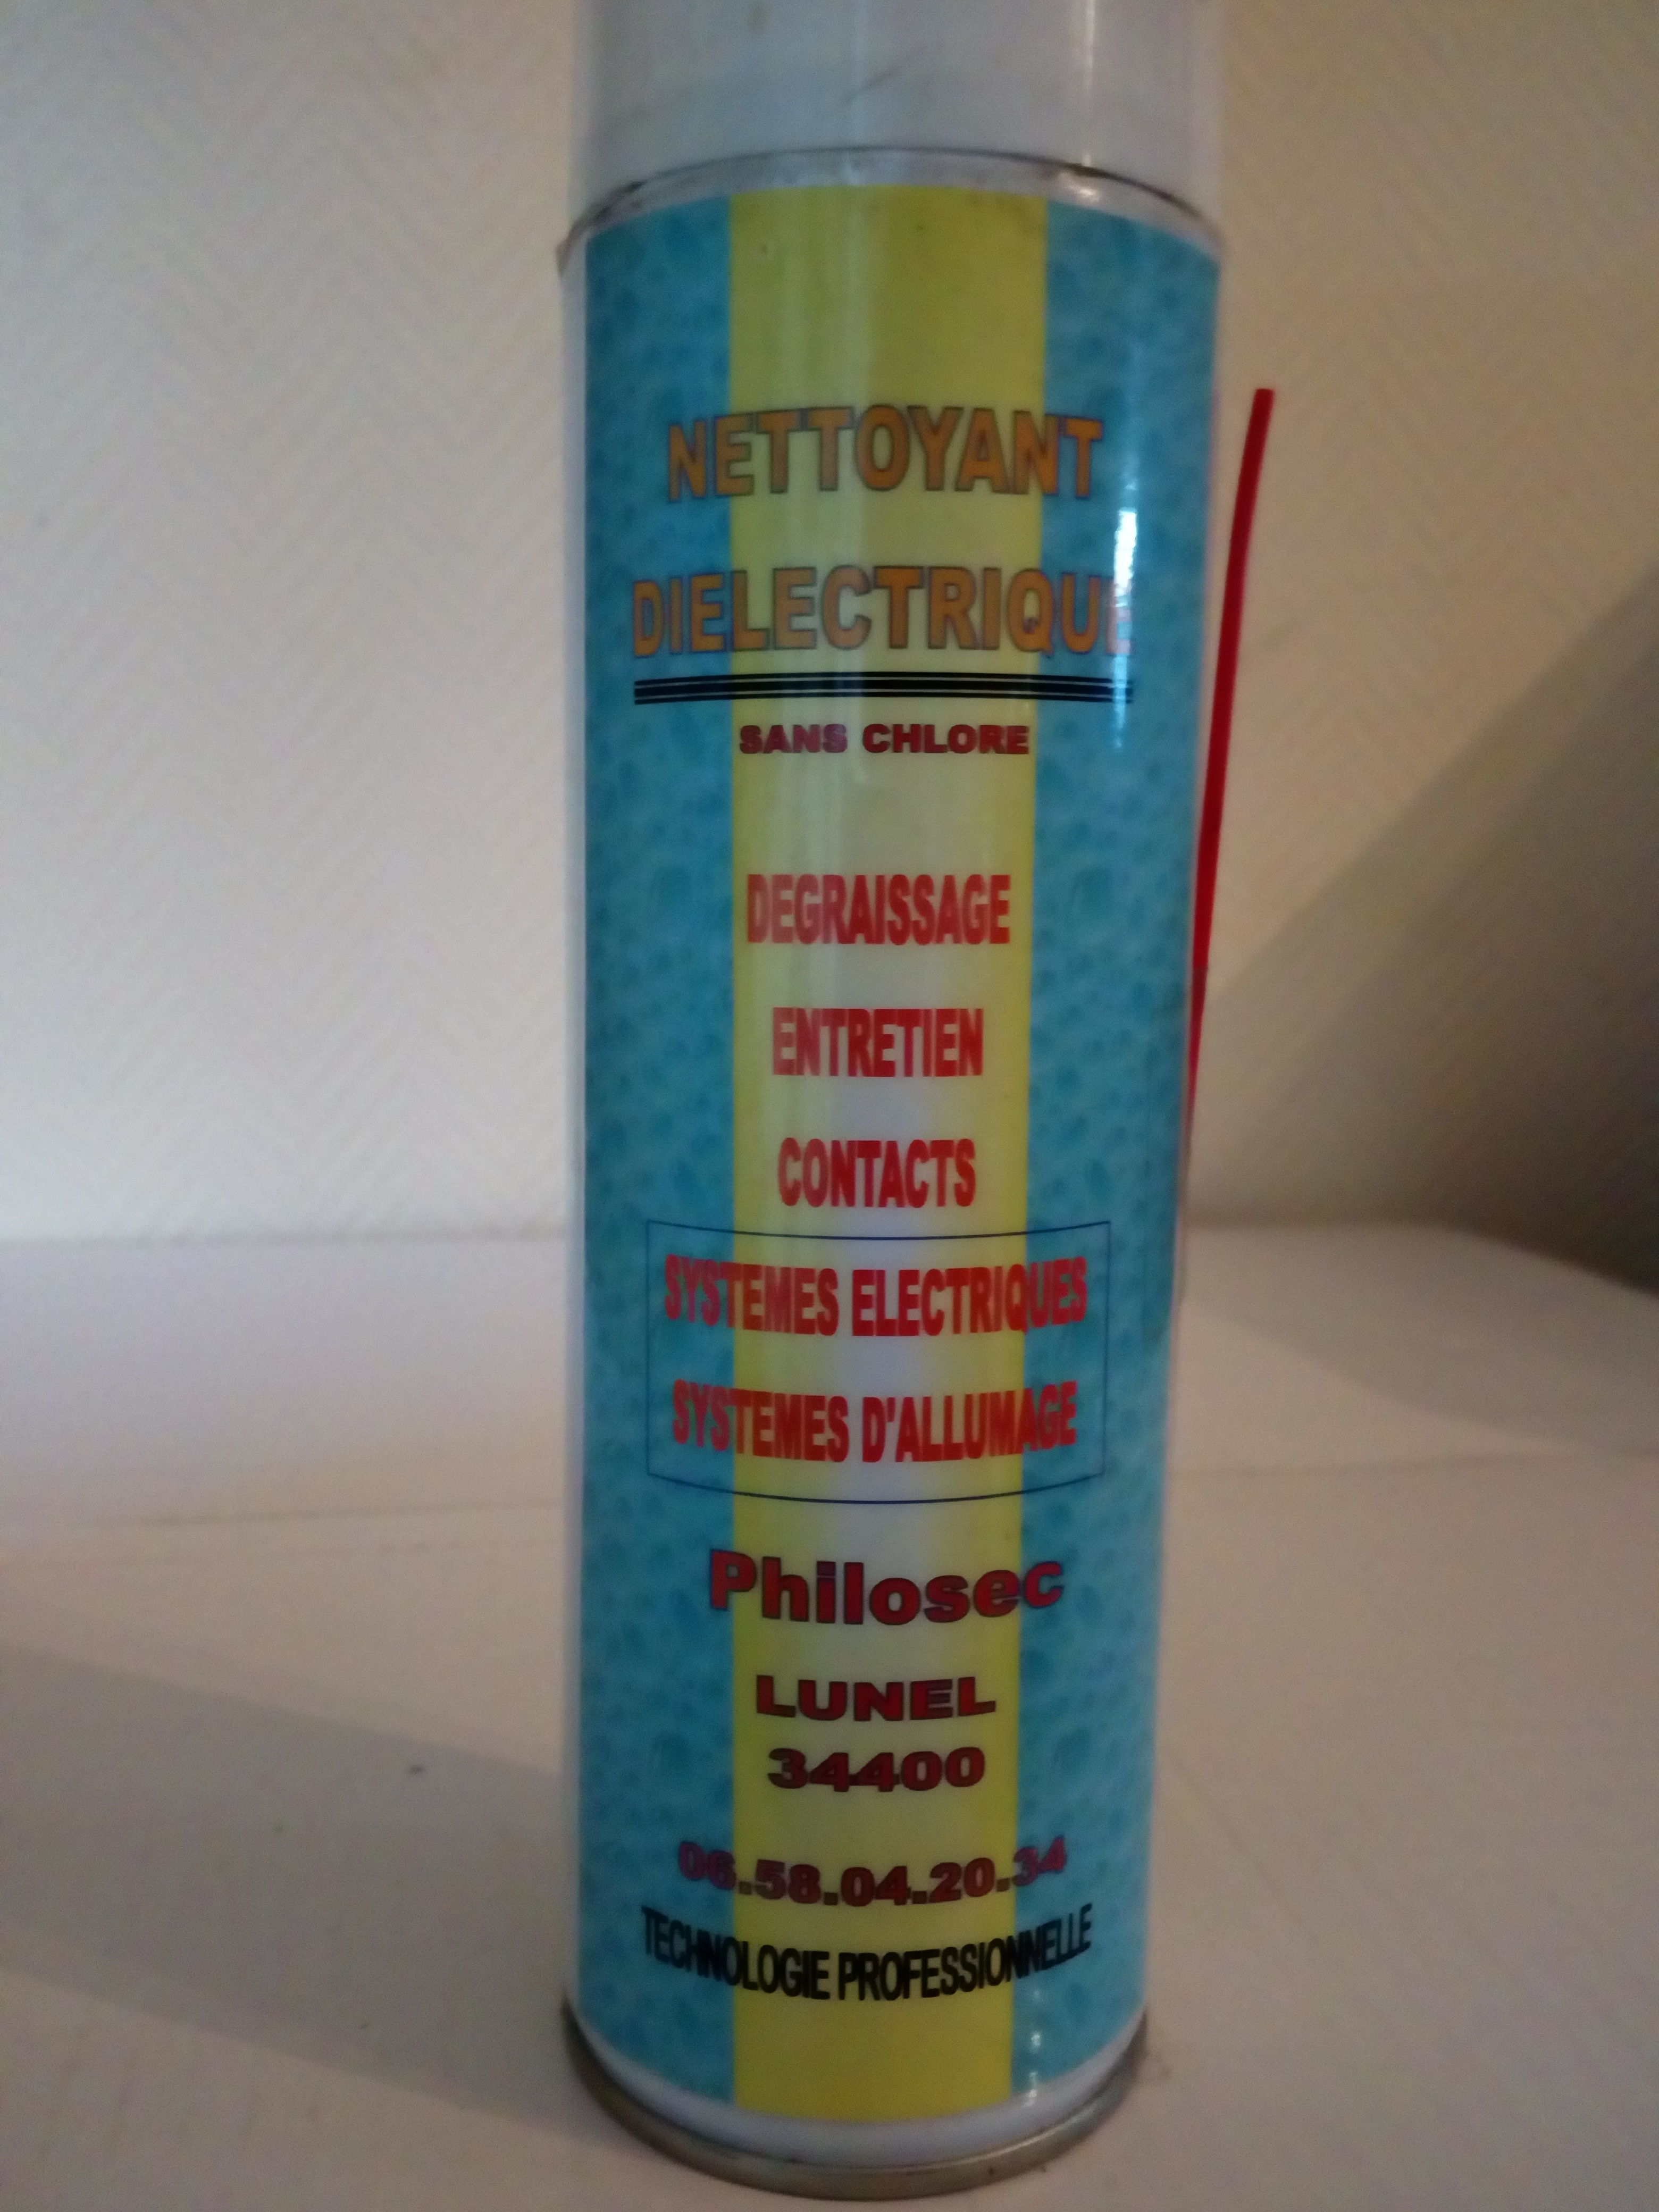 NETTOYANT
DIELECTRIQUE
SANS CHLORE
DEGRAISSAGE
ENTRETIEN
CONTACTS
SYSTEMES ELECTRIQUES
SYSTEMES D'ALLUMAGE
Philosec
LUNEL
34400
06.58.04.20.34
TECHNOLOGIE PROFESSIONNELLE